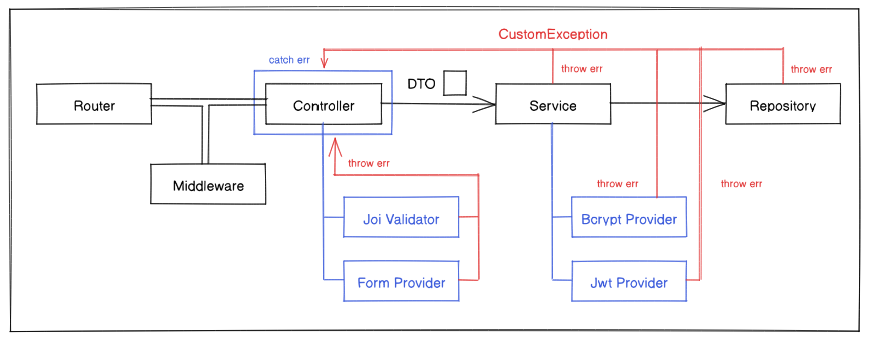 CustomException
catch err
throw err
throw err
DTO
Router
Controller
Service
Repository
throw err
Middleware
throw err
throw err
Joi Validator
Bcrypt Provider
Form Provider
Jwt Provider